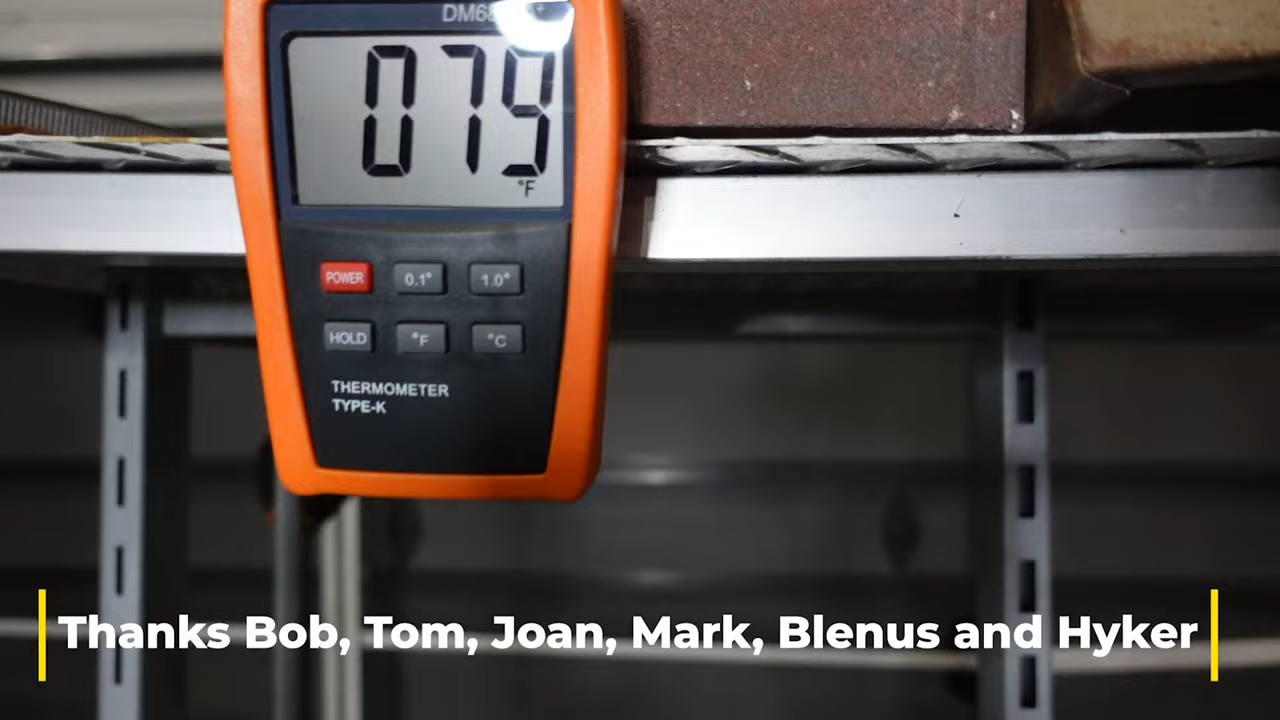 079
°F
POWER
0.1°
1.0°
HOLD
°F
°C
THERMOMETER
TYPE-K
Thanks Bob, Tom, Joan, Mark, Blenus and Hyker